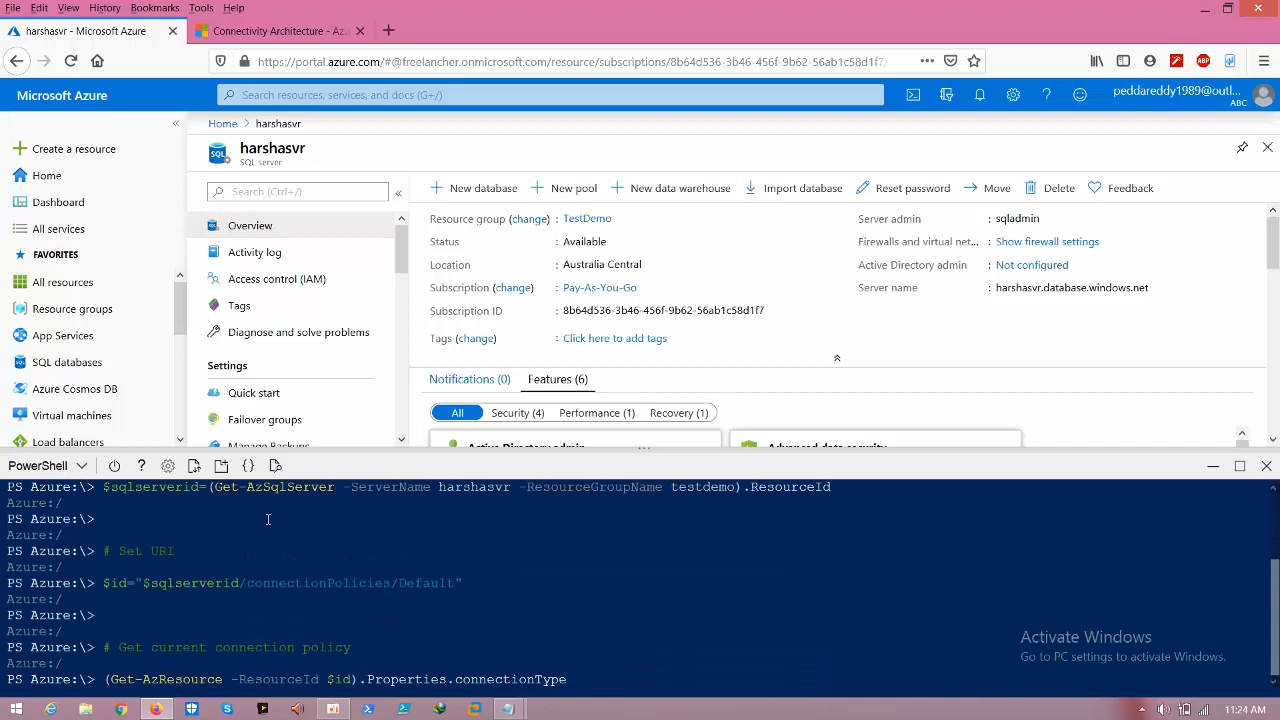 File Edit View History Bookmarks Tools Help
harshasvr - Microsoft Azure
Connectivity Architecture - Az
https://portal.azure.com/#@freelancher.onmicrosoft.com/resource/subscriptions/8b64d536-3b46-456f-9b62-56ab1c58d1f7/
Microsoft Azure
Search resources, services, and docs (G+/)
peddareddy1989@outl...
ABC
Create a resource
Home
Dashboard
All services
FAVORITES
All resources
Resource groups
App Services
SQL databases
Azure Cosmos DB
Virtual machines
Load balancers
Home > harshasvr
harshasvr
SQL server
Search (Ctrl+/)
Overview
Activity log
Access control (IAM)
Tags
Diagnose and solve problems
Settings
Quick start
Failover groups
Manage Backups
New database New pool New data warehouse Import database Reset password Move Delete Feedback
Resource group (change) : TestDemo
Status : Available
Location : Australia Central
Subscription (change) : Pay-As-You-Go
Subscription ID : 8b64d536-3b46-456f-9b62-56ab1c58d1f7
Tags (change) : Click here to add tags
Server admin : sqladmin
Firewalls and virtual net... : Show firewall settings
Active Directory admin : Not configured
Server name : harshasvr.database.windows.net
Notifications (0) Features (6)
All Security (4) Performance (1) Recovery (1)
Active Directory admin Advanced data security
PowerShell
PS Azure:\> $sqlserverid=(Get-AzSqlServer -ServerName harshasvr -ResourceGroupName testdemo).ResourceId
Azure:/
PS Azure:\>
Azure:/
PS Azure:\> # Set URI
Azure:/
PS Azure:\> $id="$sqlserverid/connectionPolicies/Default"
Azure:/
PS Azure:\>
Azure:/
PS Azure:\> # Get current connection policy
Azure:/
PS Azure:\> (Get-AzResource -ResourceId $id).Properties.connectionType
Activate Windows
Go to PC settings to activate Windows.
11:24 AM